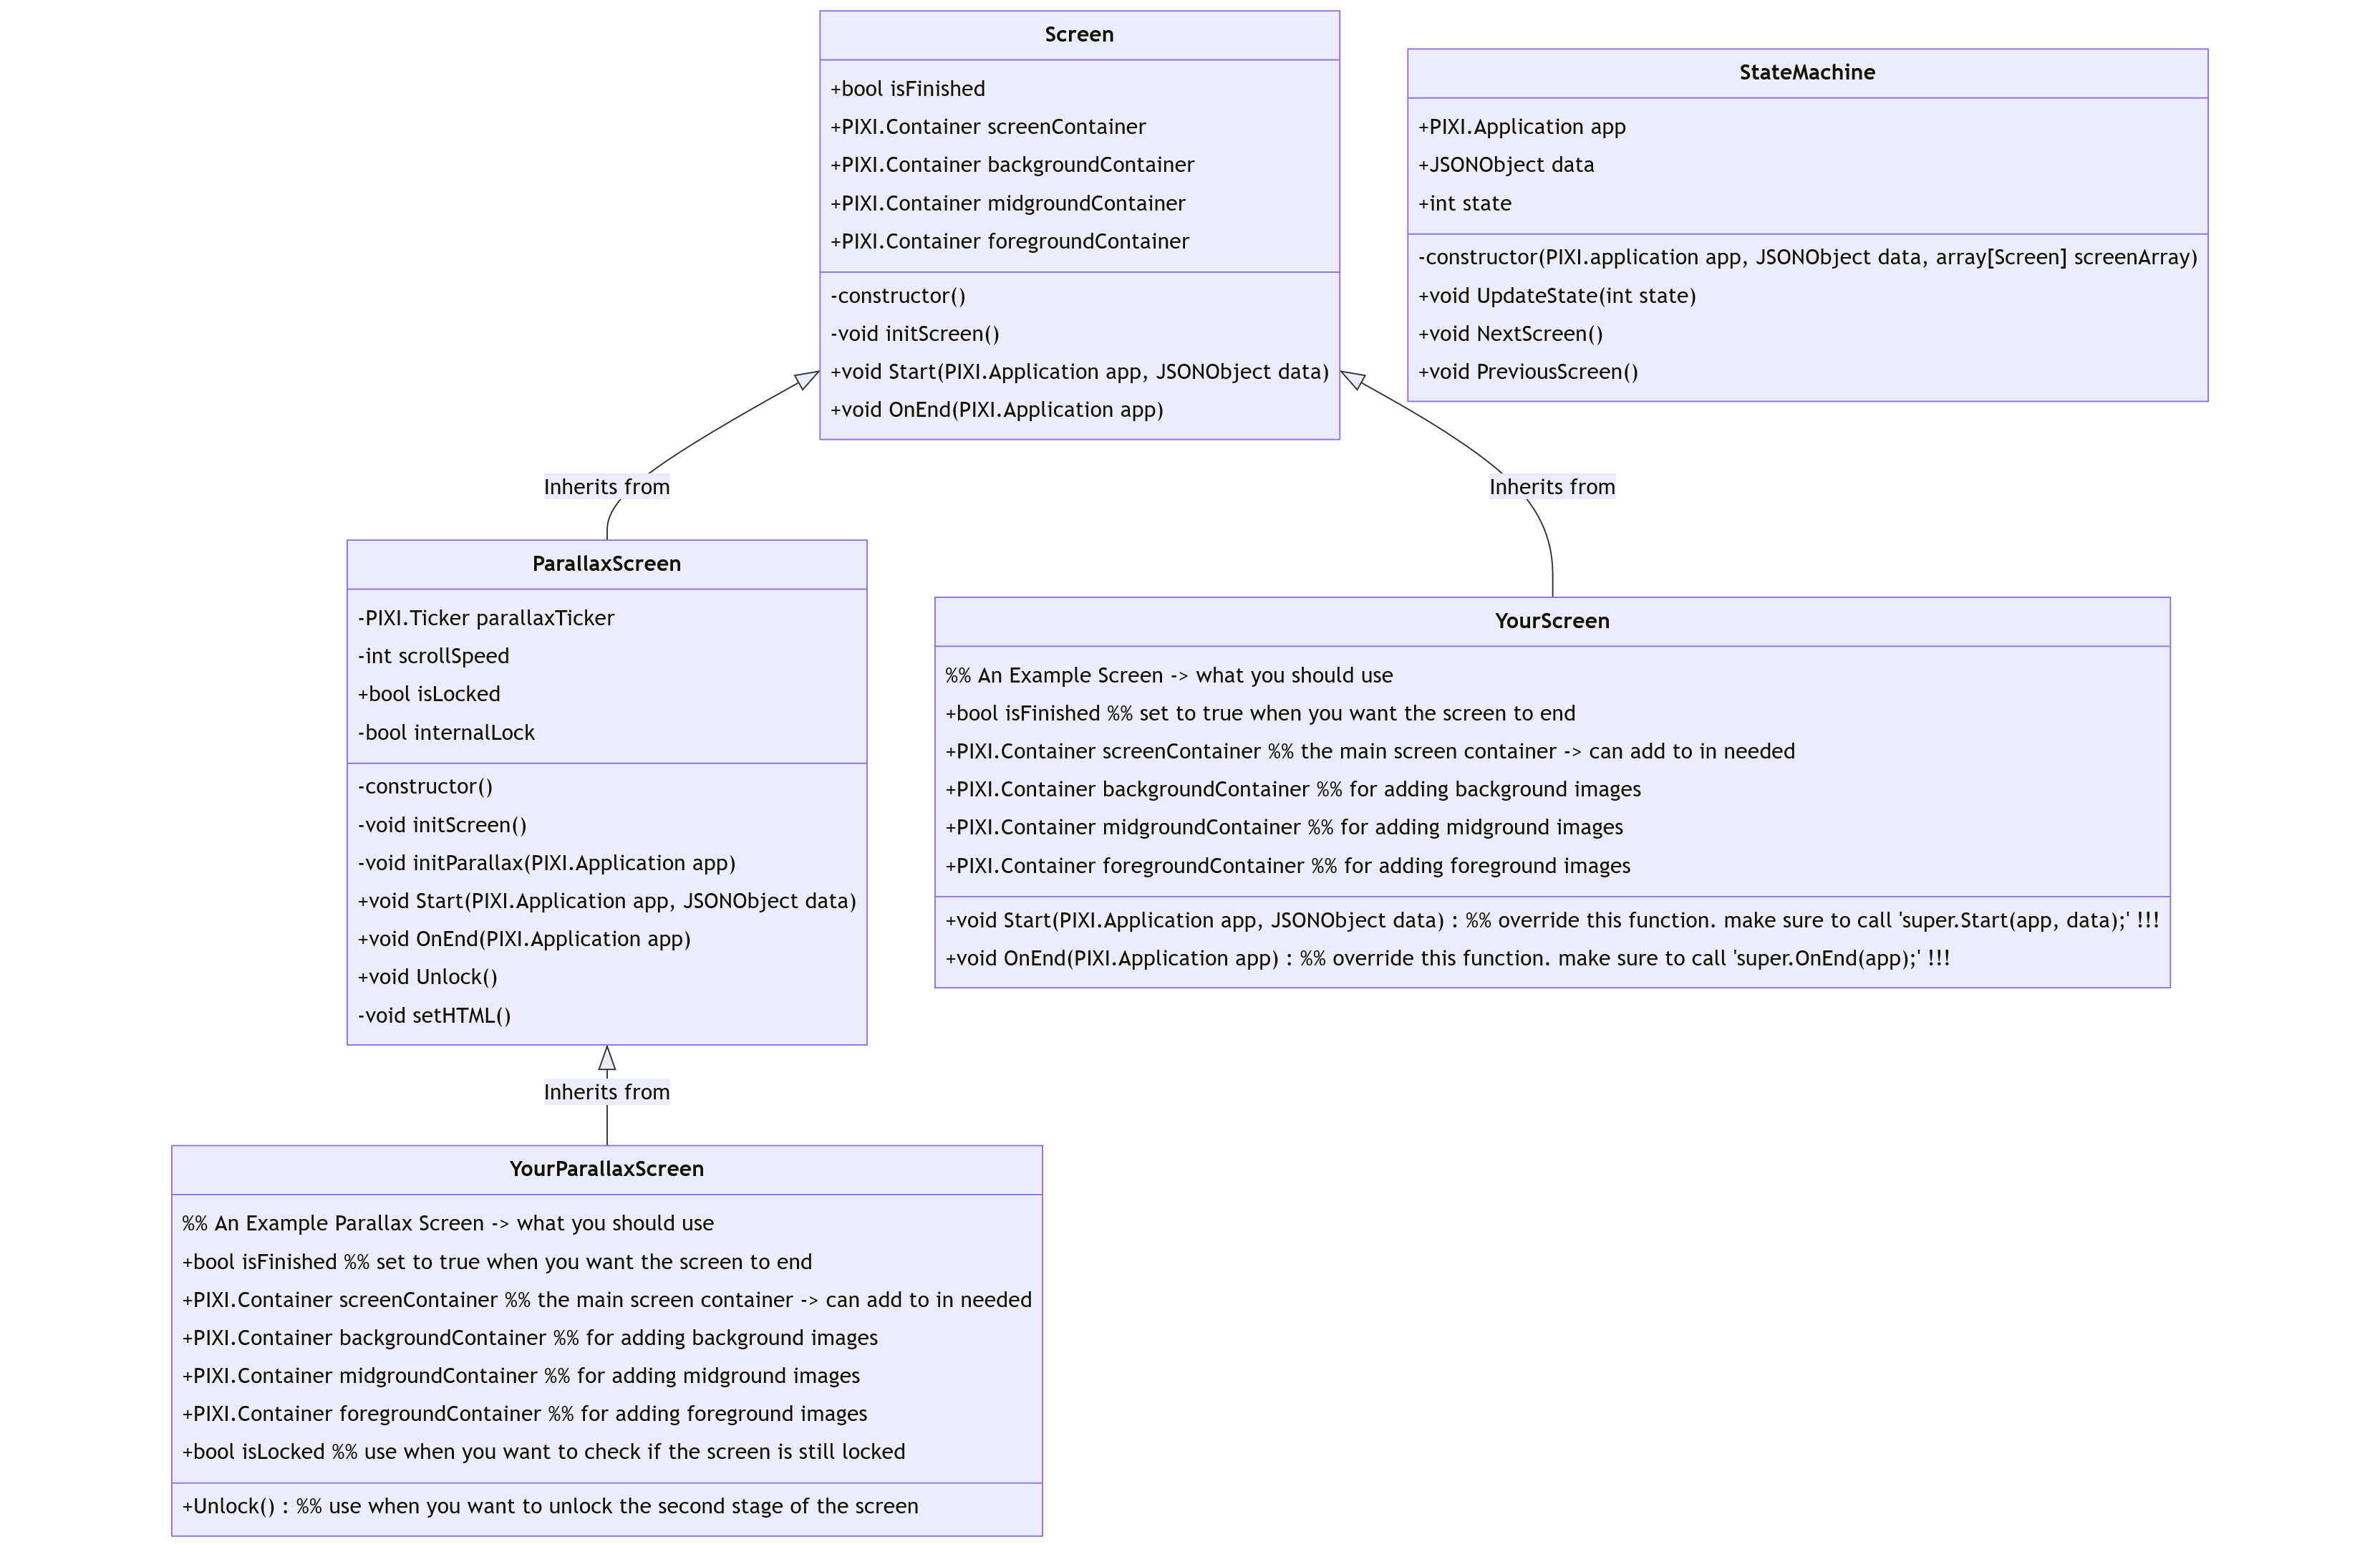 Screen
+bool isFinished
+PIXI.Container screenContainer
+PIXI.Container backgroundContainer
+PIXI.Container midgroundContainer
+PIXI.Container foregroundContainer
-constructor()
-void initScreen()
+void Start(PIXI.Application app, JSONObject data)
+void OnEnd(PIXI.Application app)
StateMachine
+PIXI.Application app
+JSONObject data
+int state
-constructor(PIXI.application app, JSONObject data, array[Screen] screenArray)
+void UpdateState(int state)
+void NextScreen()
+void PreviousScreen()
Inherits from
Inherits from
ParallaxScreen
-PIXI.Ticker parallaxTicker
-int scrollSpeed
+bool isLocked
-bool internalLock
-constructor()
-void initScreen()
-void initParallax(PIXI.Application app)
+void Start(PIXI.Application app, JSONObject data)
+void OnEnd(PIXI.Application app)
+void Unlock()
-void setHTML()
YourScreen
%% An Example Screen -> what you should use
+bool isFinished %% set to true when you want the screen to end
+PIXI.Container screenContainer %% the main screen container -> can add to in needed
+PIXI.Container backgroundContainer %% for adding background images
+PIXI.Container midgroundContainer %% for adding midground images
+PIXI.Container foregroundContainer %% for adding foreground images
+void Start(PIXI.Application app, JSONObject data) : %% override this function. make sure to call 'super.Start(app, data);' !!!
+void OnEnd(PIXI.Application app) : %% override this function. make sure to call 'super.OnEnd(app);' !!!
Inherits from
YourParallaxScreen
%% An Example Parallax Screen -> what you should use
+bool isFinished %% set to true when you want the screen to end
+PIXI.Container screenContainer %% the main screen container -> can add to in needed
+PIXI.Container backgroundContainer %% for adding background images
+PIXI.Container midgroundContainer %% for adding midground images
+PIXI.Container foregroundContainer %% for adding foreground images
+bool isLocked %% use when you want to check if the screen is still locked
+Unlock() : %% use when you want to unlock the second stage of the screen